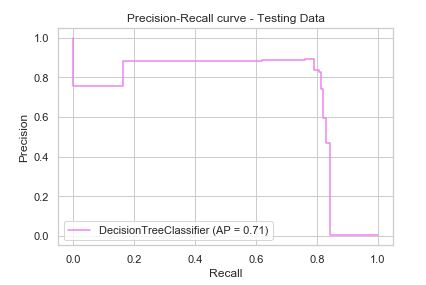 Precision-Recall curve - Testing Data
Precision
1.0
0.8
0.6
0.4
0.2
0.0
DecisionTreeClassifier (AP = 0.71)
0.0 0.2 0.4 0.6 0.8 1.0
Recall